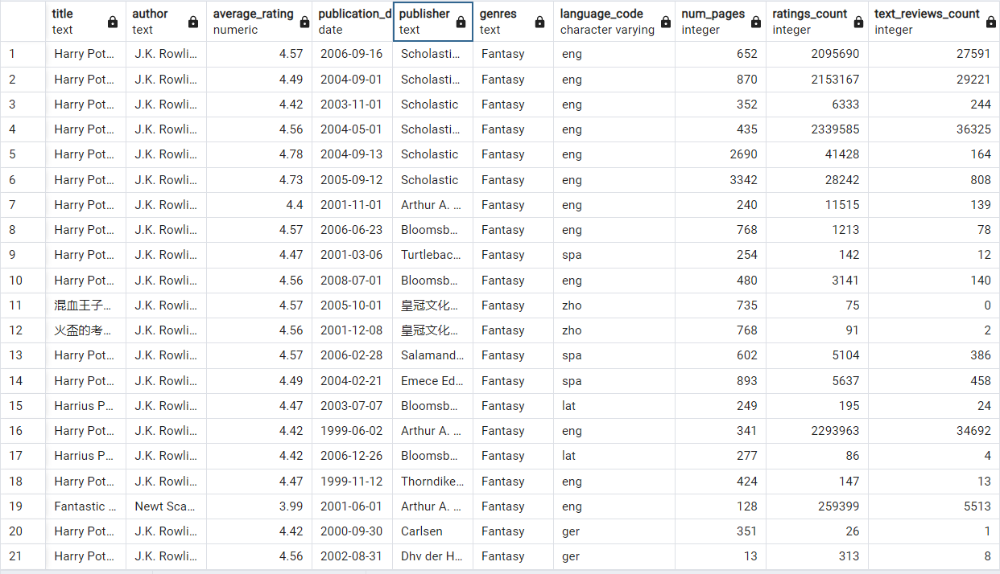 title author average_rating publication_d publisher genres language_code num_pages ratings_count text_reviews_count
text text numeric date text text character varying integer integer integer
1 Harry Pot... J.K. Rowli... 4.57 2006-09-16 Scholasti... Fantasy eng 652 2095690 27591
2 Harry Pot... J.K. Rowli... 4.49 2004-09-01 Scholasti... Fantasy eng 870 2153167 29221
3 Harry Pot... J.K. Rowli... 4.42 2003-11-01 Scholastic Fantasy eng 352 6333 244
4 Harry Pot... J.K. Rowli... 4.56 2004-05-01 Scholasti... Fantasy eng 435 2339585 36325
5 Harry Pot... J.K. Rowli... 4.78 2004-09-13 Scholastic Fantasy eng 2690 41428 164
6 Harry Pot... J.K. Rowli... 4.73 2005-09-12 Scholastic Fantasy eng 3342 28242 808
7 Harry Pot... J.K. Rowli... 4.4 2001-11-01 Arthur A. ... Fantasy eng 240 11515 139
8 Harry Pot... J.K. Rowli... 4.57 2006-06-23 Bloomsb... Fantasy eng 768 1213 78
9 Harry Pot... J.K. Rowli... 4.47 2001-03-06 Turtlebac... Fantasy spa 254 142 12
10 Harry Pot... J.K. Rowli... 4.56 2008-07-01 Bloomsb... Fantasy eng 480 3141 140
11 混血王子... J.K. Rowli... 4.57 2005-10-01 皇冠文化... Fantasy zho 735 75 0
12 火盃的考... J.K. Rowli... 4.56 2001-12-08 皇冠文化... Fantasy zho 768 91 2
13 Harry Pot... J.K. Rowli... 4.57 2006-02-28 Salamand... Fantasy spa 602 5104 386
14 Harry Pot... J.K. Rowli... 4.49 2004-02-21 Emece Ed... Fantasy spa 893 5637 458
15 Harrius P... J.K. Rowli... 4.47 2003-07-07 Bloomsb... Fantasy lat 249 195 24
16 Harry Pot... J.K. Rowli... 4.42 1999-06-02 Arthur A. ... Fantasy eng 341 2293963 34692
17 Harrius P... J.K. Rowli... 4.42 2006-12-26 Bloomsb... Fantasy lat 277 86 4
18 Harry Pot... J.K. Rowli... 4.47 1999-11-12 Thorndike... Fantasy eng 424 147 13
19 Fantastic ... Newt Sca... 3.99 2001-06-01 Arthur A. ... Fantasy eng 128 259399 5513
20 Harry Pot... J.K. Rowli... 4.42 2000-09-30 Carlsen Fantasy ger 351 26 1
21 Harry Pot... J.K. Rowli... 4.56 2002-08-31 Dhv der H... Fantasy ger 13 313 8